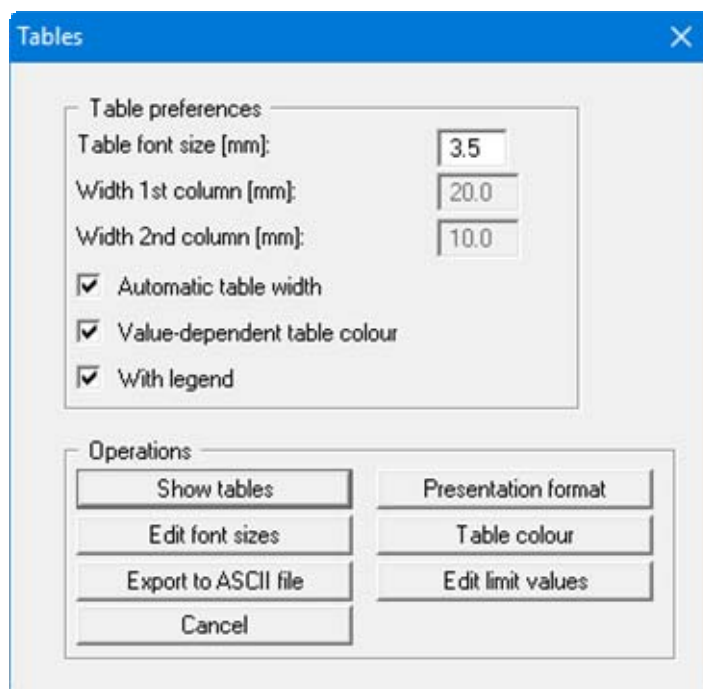 Tables
Table preferences
Table font size [mm]: 3.5
Width 1st column [mm]: 20.0
Width 2nd column [mm]: 10.0
Automatic table width
Value-dependent table colour
With legend
Operations
Show tables Presentation format
Edit font sizes Table colour
Export to ASCII file Edit limit values
Cancel